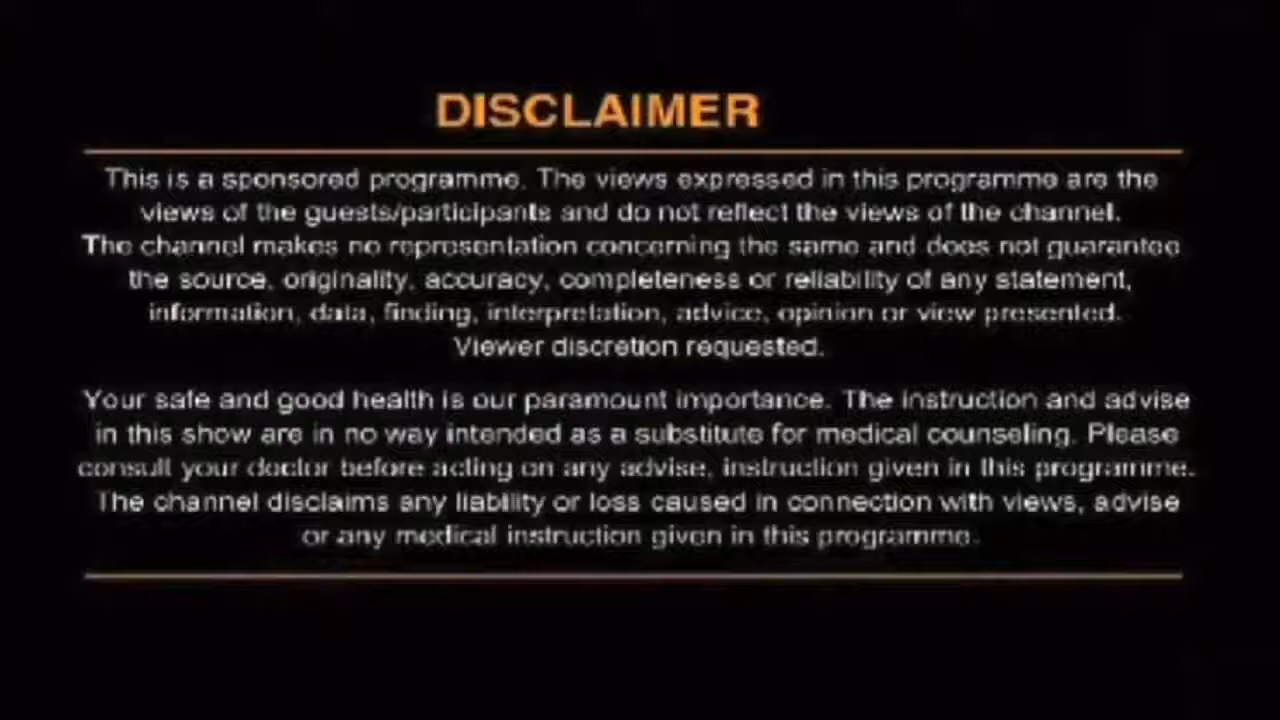 DISCLAIMER
This is a sponsored programme. The views expressed in this programme are the
views of the guests/participants and do not reflect the views of the channel.
The channel makes no representation concerning the same and does not guarantee
the source, originality, accuracy, completeness or reliability of any statement,
information, data, finding, interpretation, advice, opinion or view presented.
Viewer discretion requested.
Your safe and good health is our paramount importance. The instruction and advise
in this show are in no way intended as a substitute for medical counseling. Please
consult your doctor before acting on any advise, instruction given in this programme.
The channel disclaims any liability or loss caused in connection with views, advise
or any medical instruction given in this programme.